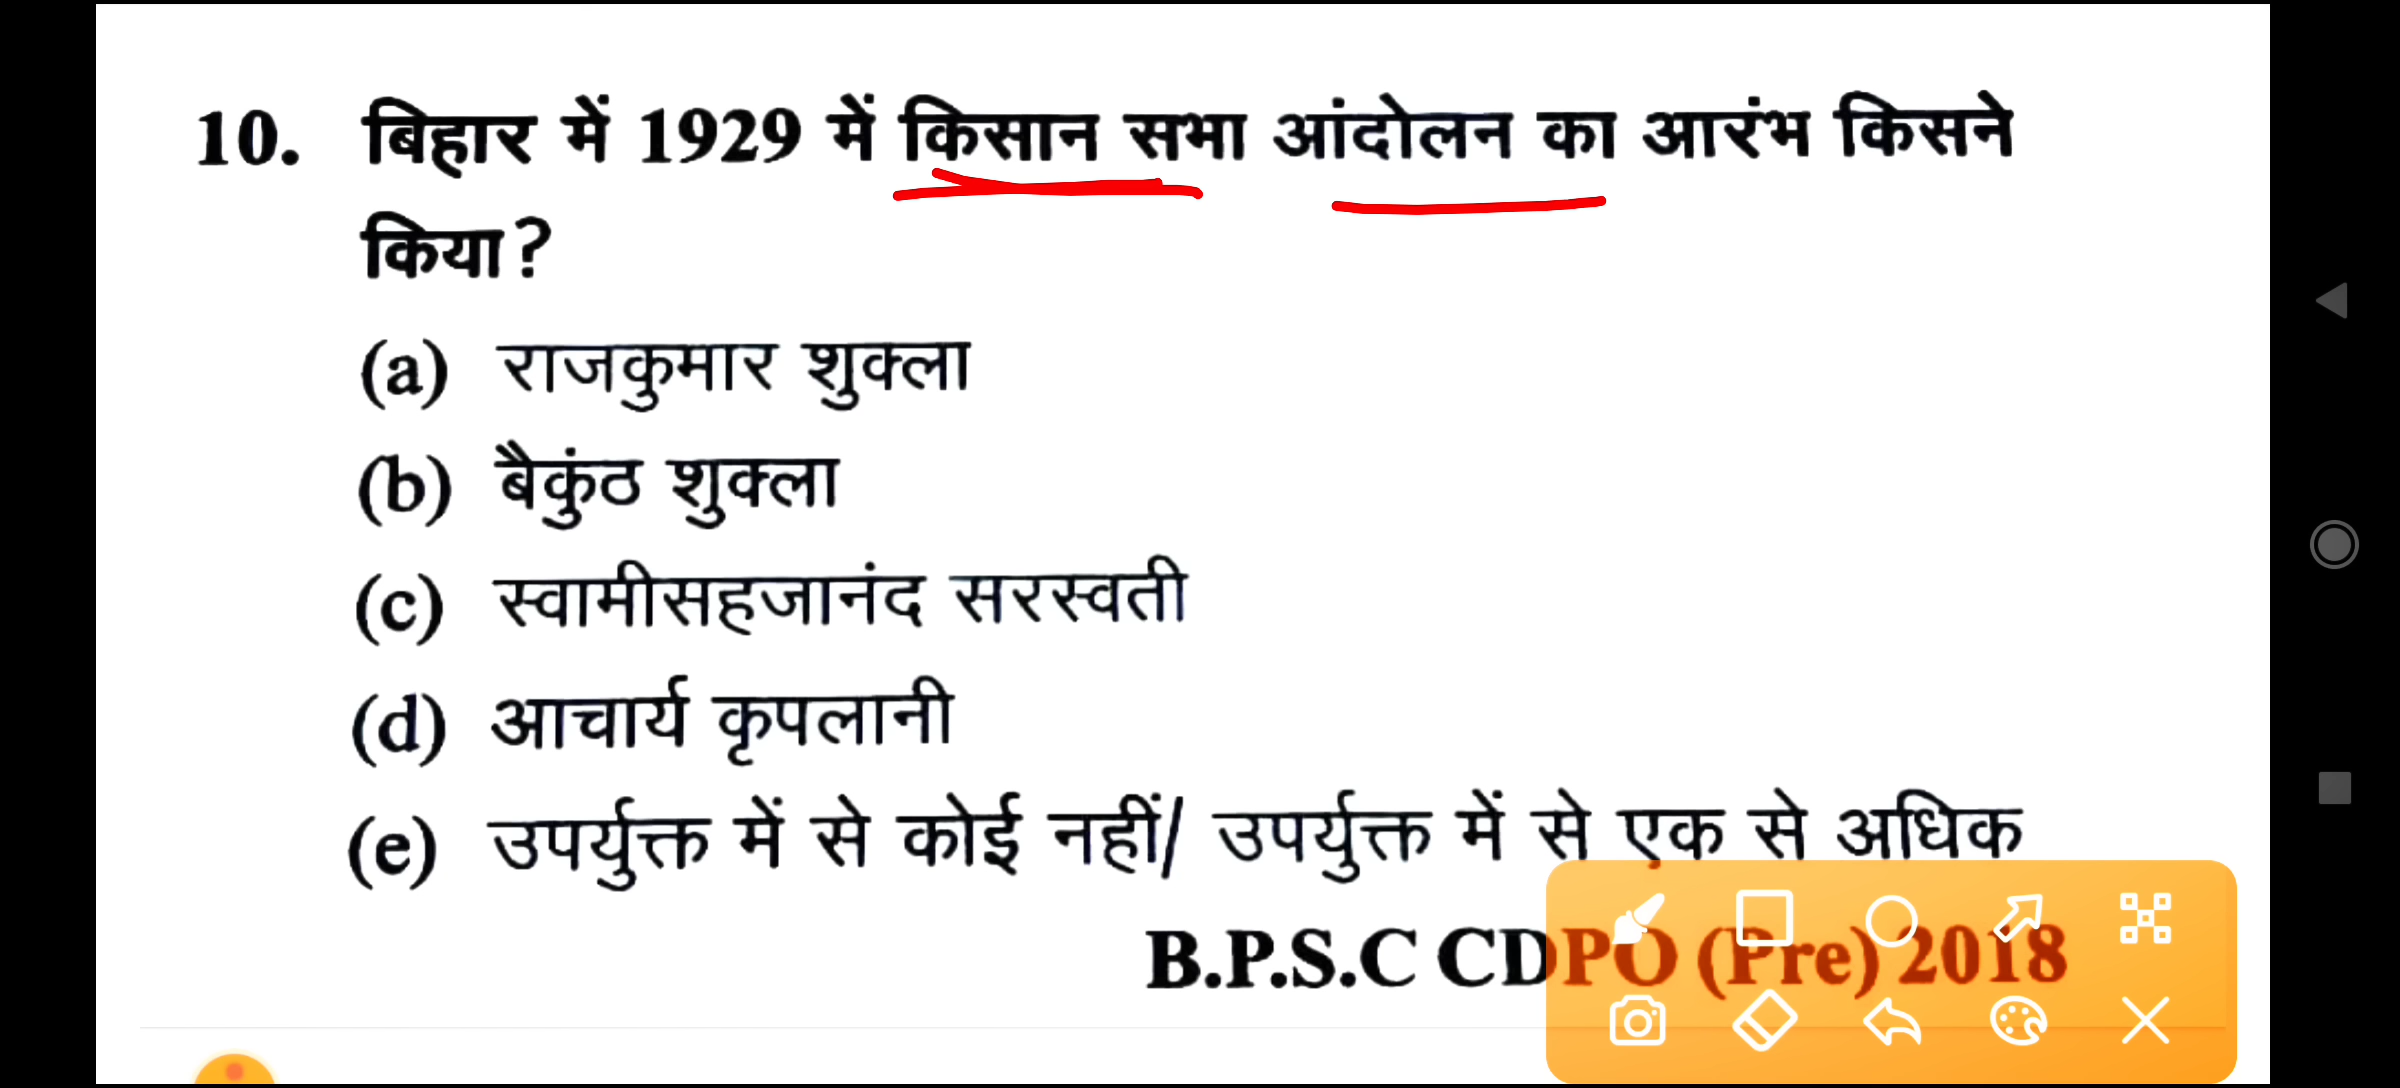 10. बिहार में 1929 में किसान सभा आंदोलन का आरंभ किसने
किया?
(a) राजकुमार शुक्ला
(b) बैकुंठ शुक्ला
(c) स्वामीसहजानंद सरस्वती
(d) आचार्य कृपलानी
(e) उपर्युक्त में से कोई नहीं/ उपर्युक्त में से एक से अधिक
B.P.S.C CDPO (Pre) 2018